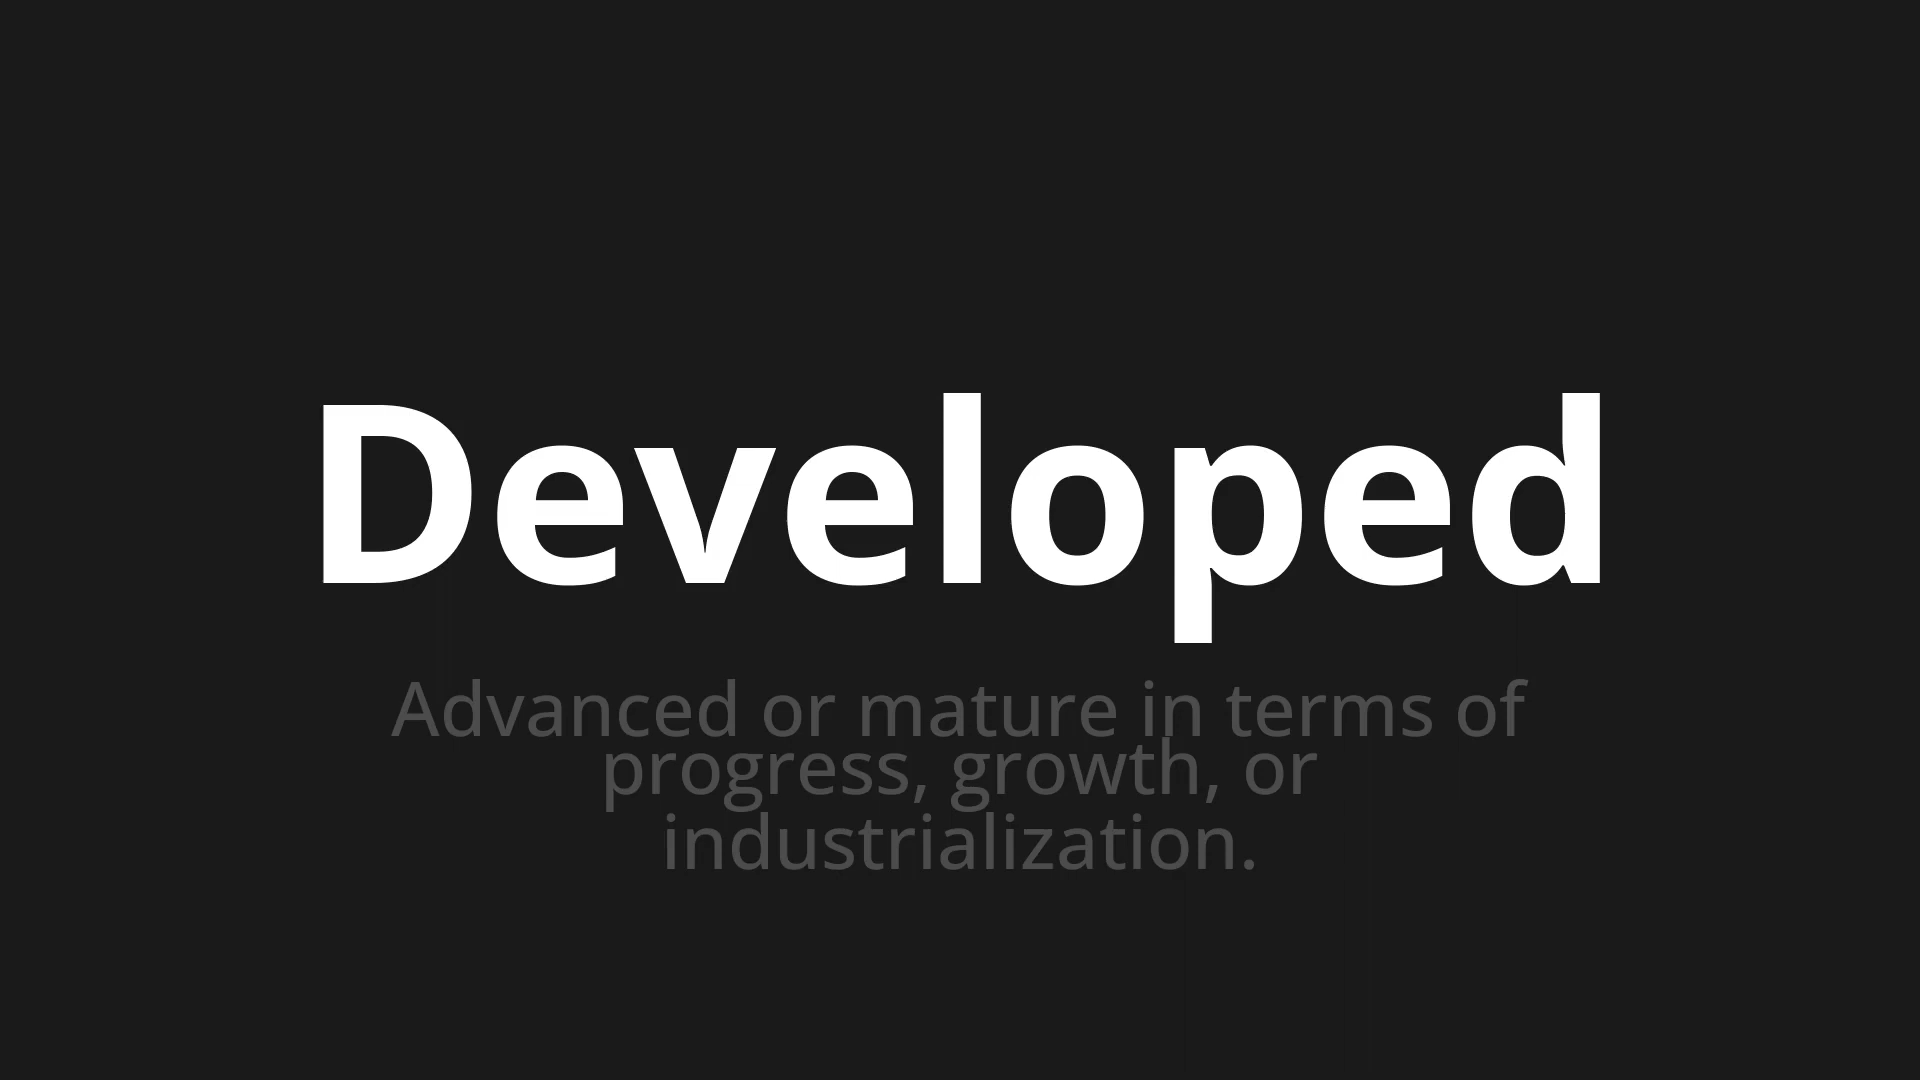 Developed
Advanced or mature in terms of
progress, growth, or
industrialization.